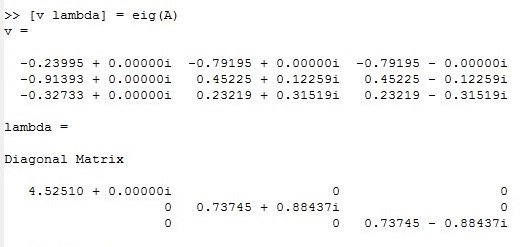 >> [v lambda] = eig(A)
v =
-0.23995 + 0.00000i -0.79195 + 0.00000i -0.79195 - 0.00000i
-0.91393 + 0.00000i 0.45225 + 0.12259i 0.45225 - 0.12259i
-0.32733 + 0.00000i 0.23219 + 0.31519i 0.23219 - 0.31519i
lambda =
Diagonal Matrix
4.52510 + 0.00000i 0 0
0 0.73745 + 0.88437i 0
0 0 0.73745 - 0.88437i